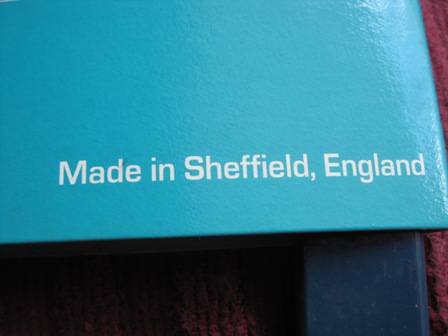 Made in Sheffield, England